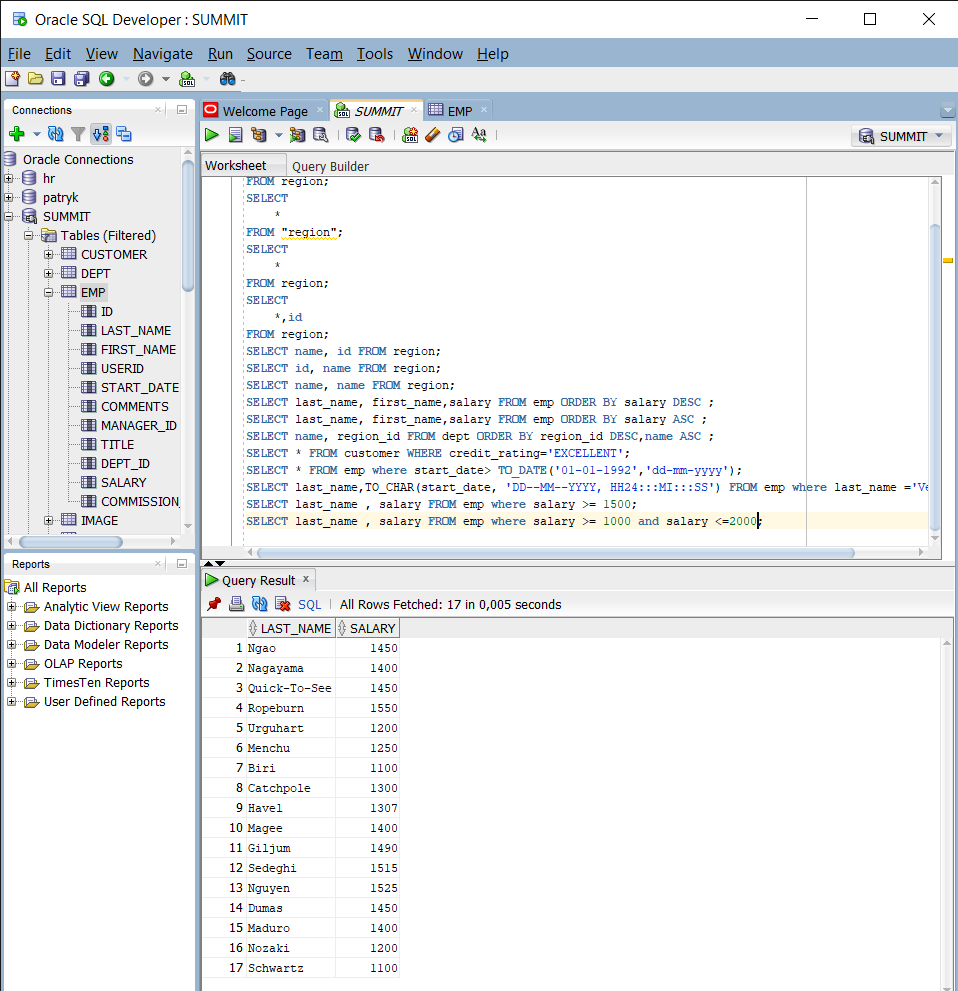 Oracle SQL Developer : SUMMIT
File Edit View Navigate Run Source Team Tools Window Help
Connections
Oracle Connections
hr
patryk
SUMMIT
Tables (Filtered)
CUSTOMER
DEPT
EMP
ID
LAST_NAME
FIRST_NAME
USERID
START_DATE
COMMENTS
MANAGER_ID
TITLE
DEPT_ID
SALARY
COMMISSION
IMAGE
Reports
All Reports
Analytic View Reports
Data Dictionary Reports
Data Modeler Reports
OLAP Reports
TimesTen Reports
User Defined Reports
Welcome Page SUMMIT EMP
SUMMIT
Worksheet Query Builder
FROM region;
SELECT
*
FROM "region";
SELECT
*
FROM region;
SELECT
*,id
FROM region;
SELECT name, id FROM region;
SELECT id, name FROM region;
SELECT name, name FROM region;
SELECT last_name, first_name,salary FROM emp ORDER BY salary DESC ;
SELECT last_name, first_name,salary FROM emp ORDER BY salary ASC ;
SELECT name, region_id FROM dept ORDER BY region_id DESC,name ASC ;
SELECT * FROM customer WHERE credit_rating='EXCELLENT';
SELECT * FROM emp where start_date> TO_DATE('01-01-1992','dd-mm-yyyy');
SELECT last_name,TO_CHAR(start_date, 'DD--MM--YYYY, HH24:::MI:::SS') FROM emp where last_name ='Ve
SELECT last_name , salary FROM emp where salary >= 1500;
SELECT last_name , salary FROM emp where salary >= 1000 and salary <=2000;
Query Result
SQL All Rows Fetched: 17 in 0,005 seconds
LAST_NAME SALARY
1 Ngao 1450
2 Nagayama 1400
3 Quick-To-See 1450
4 Ropeburn 1550
5 Urguhart 1200
6 Menchu 1250
7 Biri 1100
8 Catchpole 1300
9 Havel 1307
10 Magee 1400
11 Giljum 1490
12 Sedeghi 1515
13 Nguyen 1525
14 Dumas 1450
15 Maduro 1400
16 Nozaki 1200
17 Schwartz 1100